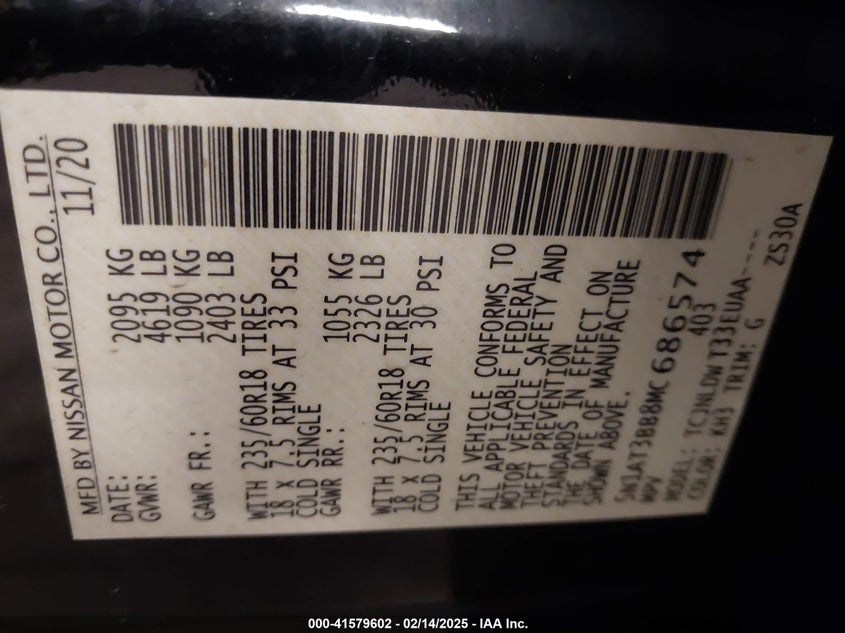 MFD BY NISSAN MOTOR CO., LTD.
DATE: 11/20
GVWR: 2095 KG
4619 LB
GAWR FR.: 1090 KG
2403 LB
WITH 235/60R18 TIRES
18 X 7.5 RIMS AT 33 PSI
COLD SINGLE
GAWR RR.: 1055 KG
2326 LB
WITH 235/60R18 TIRES
18 X 7.5 RIMS AT 30 PSI
COLD SINGLE
THIS VEHICLE CONFORMS TO
ALL APPLICABLE FEDERAL
MOTOR VEHICLE SAFETY AND
THEFT PREVENTION
STANDARDS IN EFFECT ON
THE DATE OF MANUFACTURE
SHOWN ABOVE.
5N1AT3BB8MC686574
MPV 403
MODEL: TCJNLDWT33EUAA----
COLOR: KH3 TRIM: G ZS30A
000-41579602 - 02/14/2025 - IAA Inc.